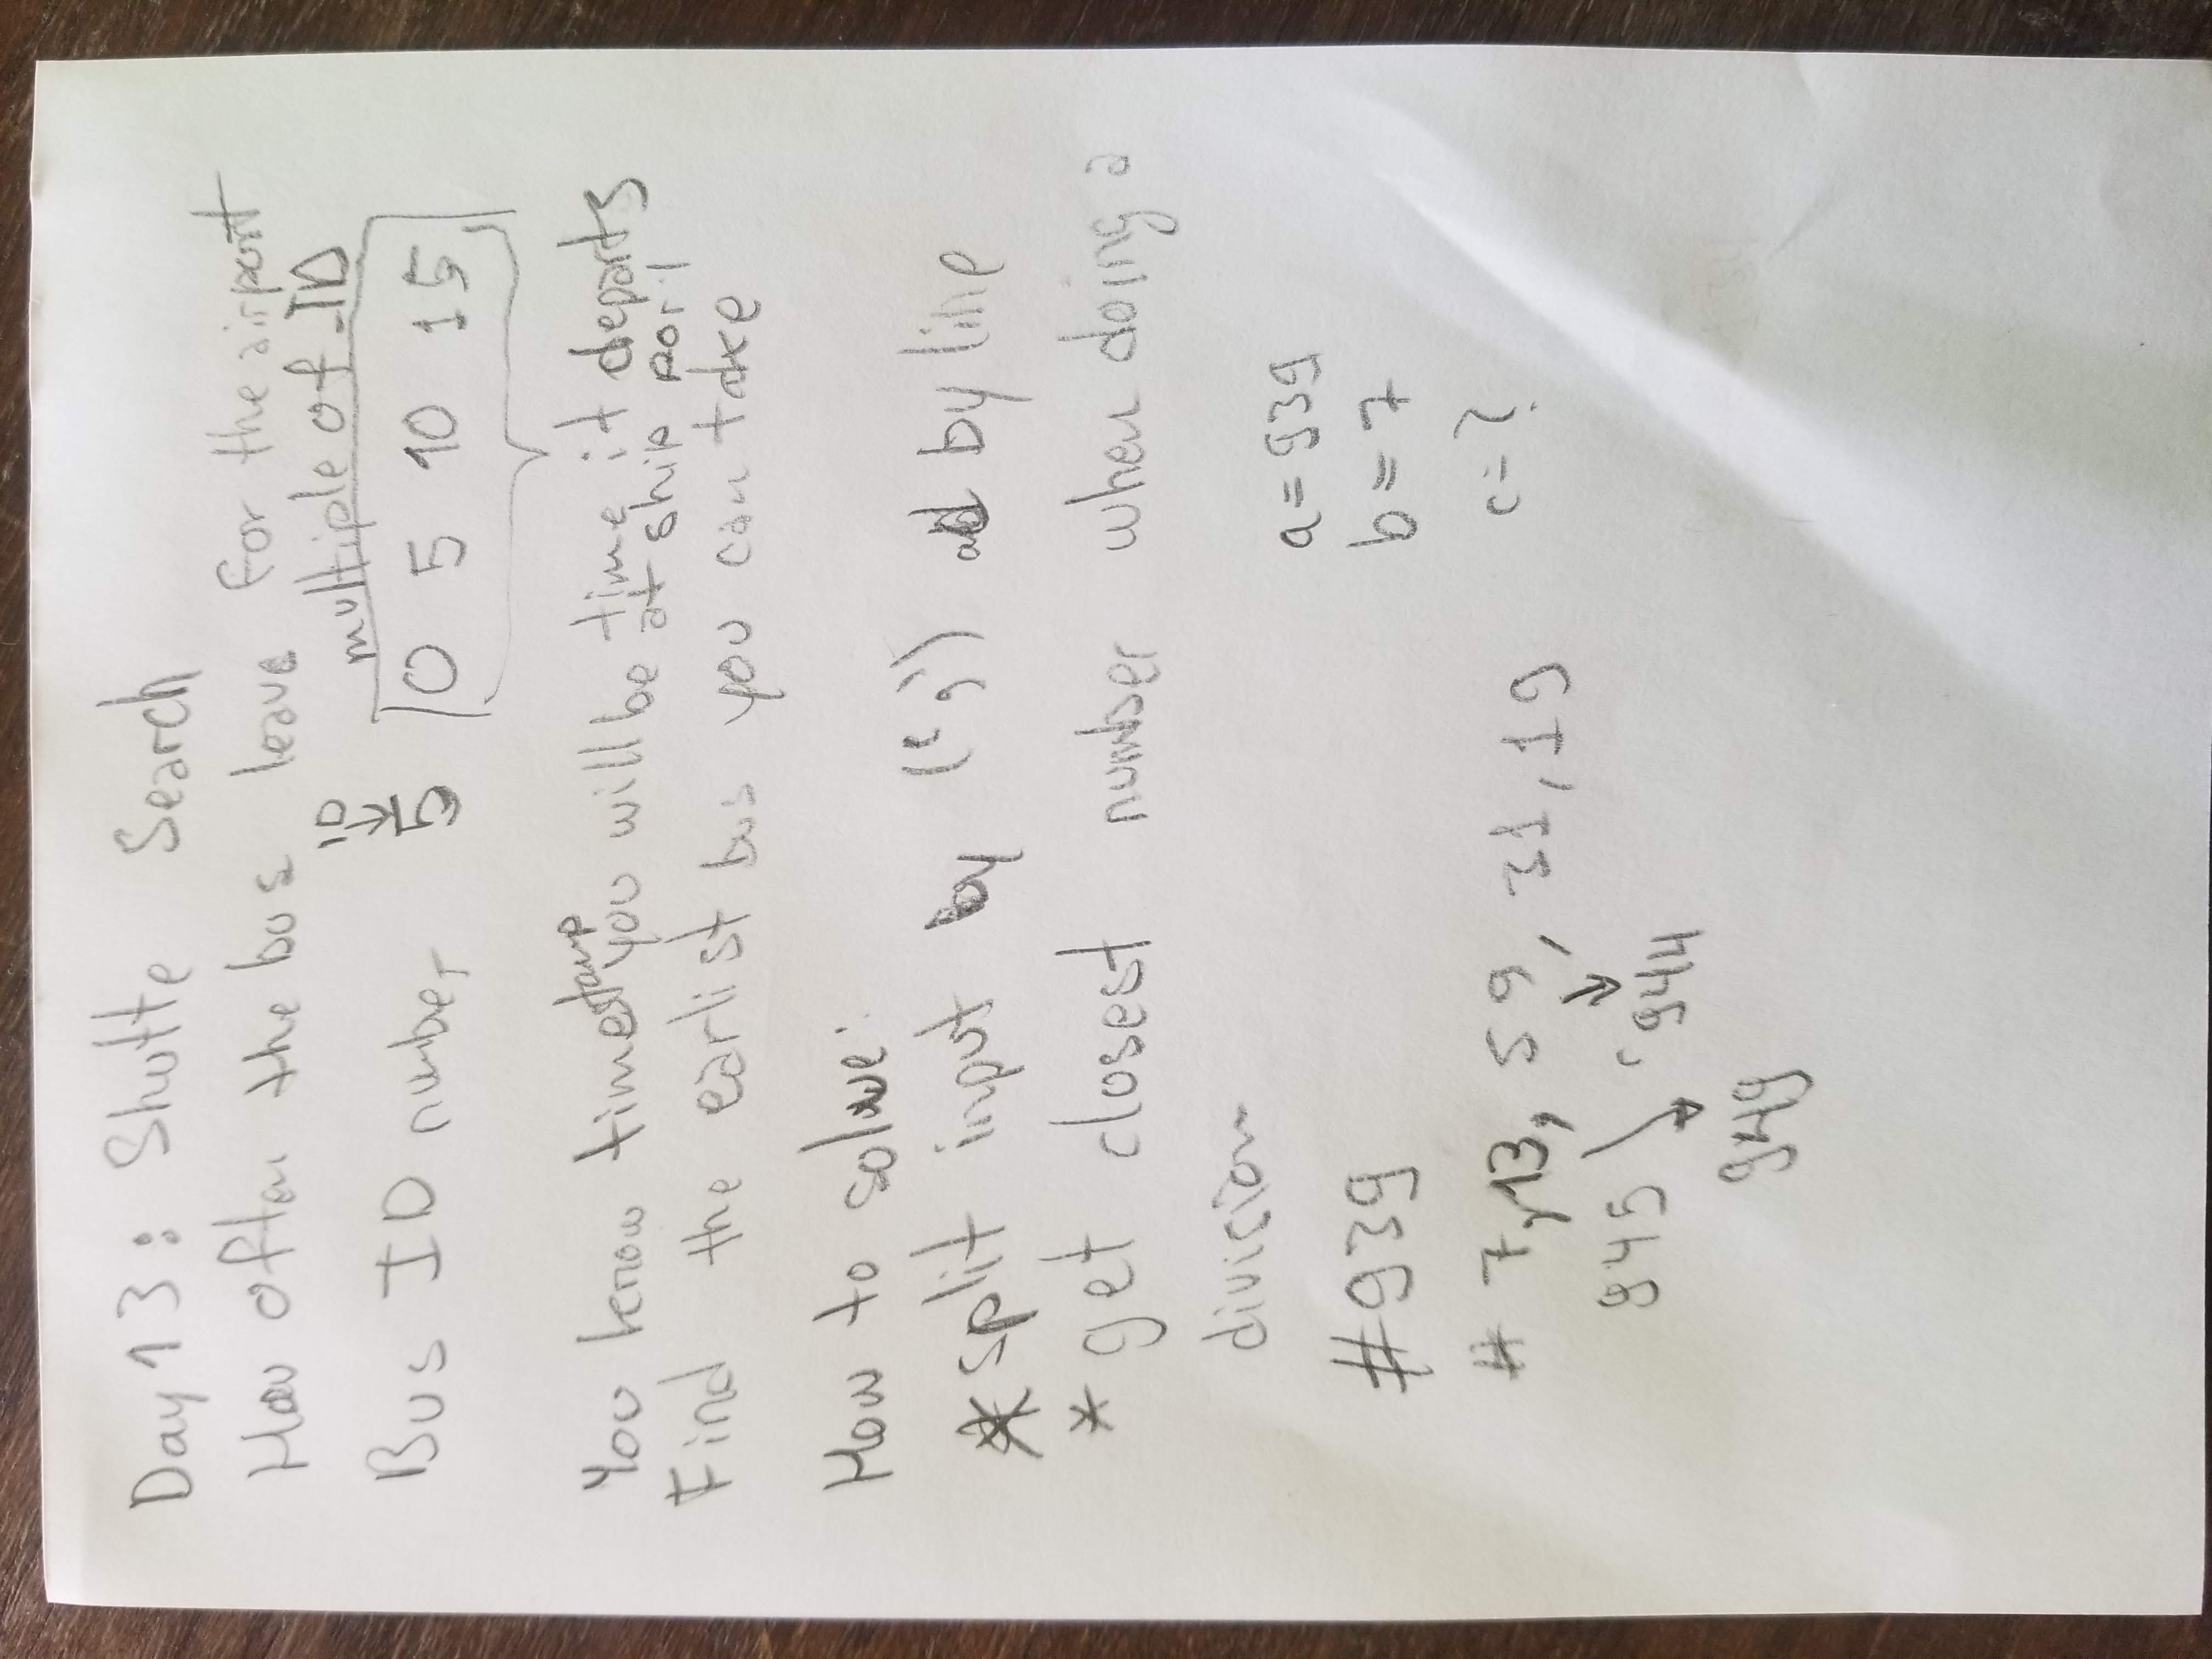 Day 13: Shutte Search
How often the bus leave for the airport
multiple of ID
ID
Bus ID number 5 0 5 10 15
You know timestamp you will be at ship port
time it departs
Find the earlist bus you can take
How to solve:
* split input by (',') ad by line
* get closest number when doing a
division
a = 939
b = 7
c = ?
# 939
# 7, 13, 59, 31, 19
945 944
949